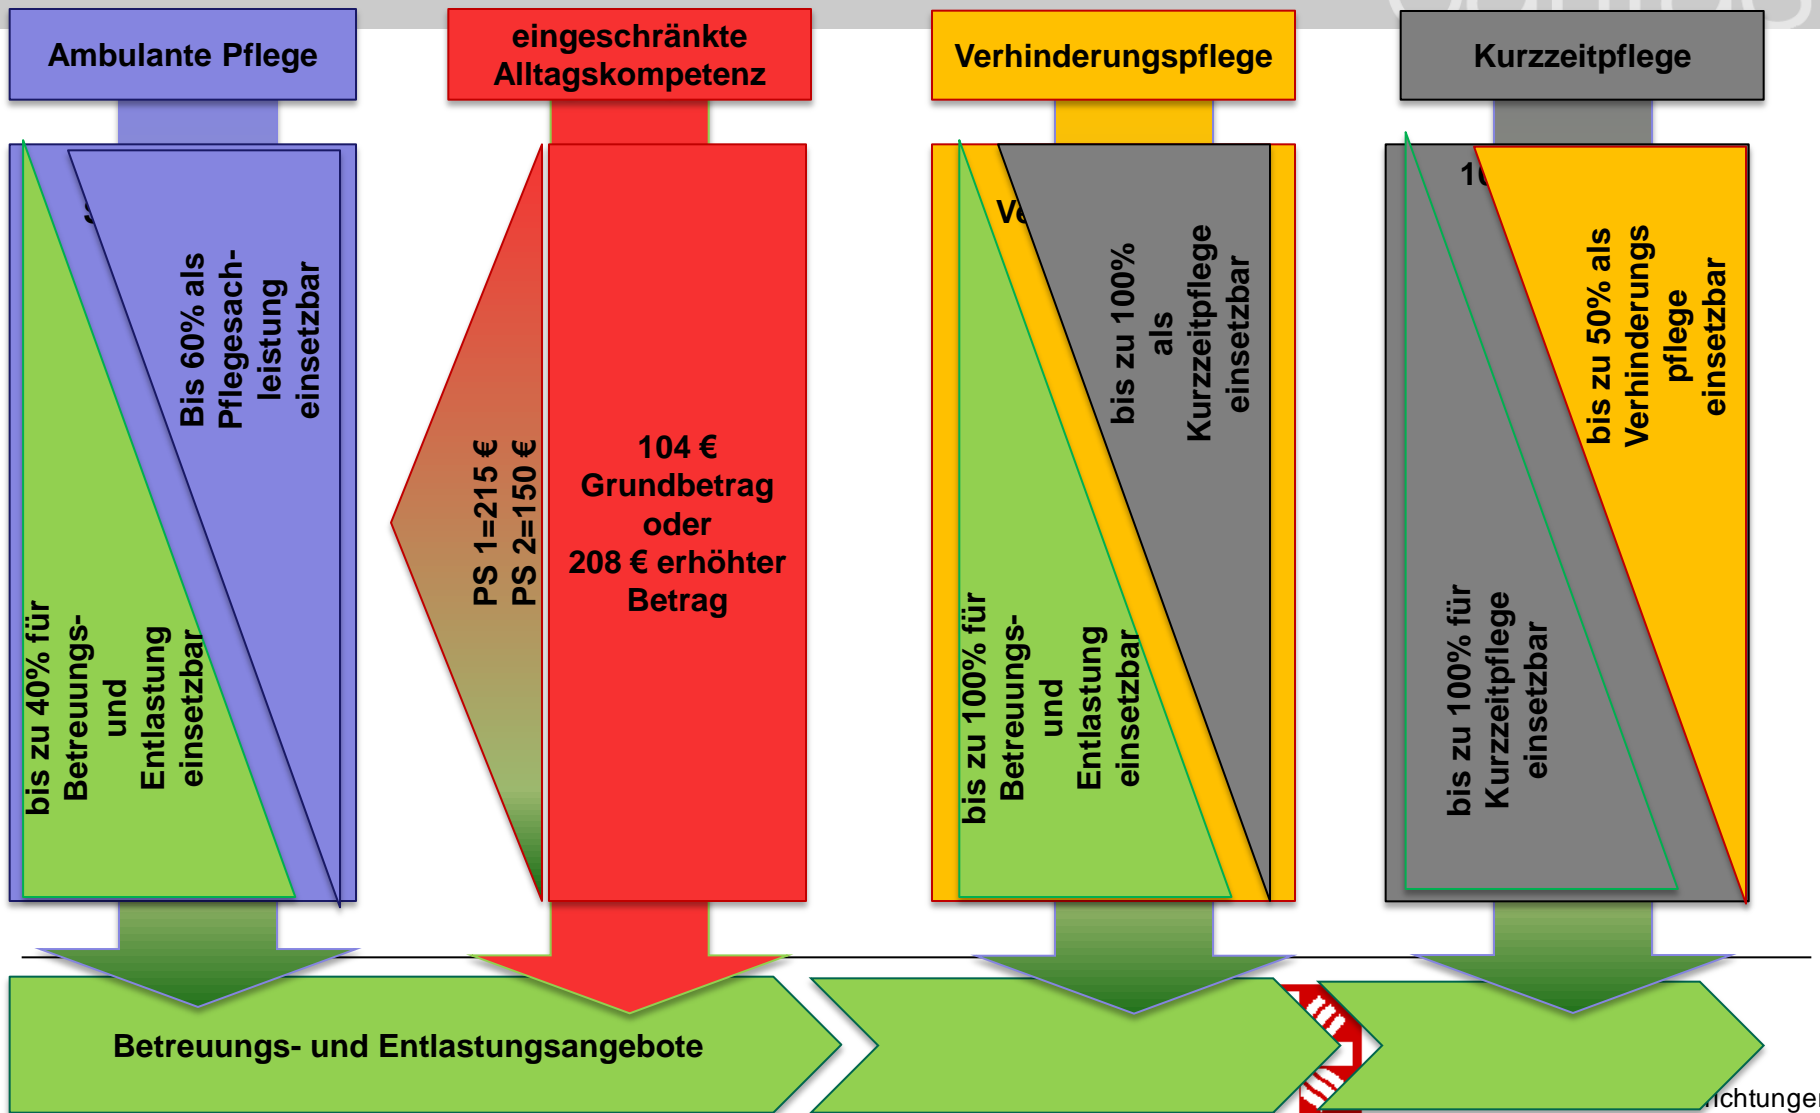 Ambulante Pflege
eingeschränkte
Alltagskompetenz
Verhinderungspflege
Kurzzeitpflege
bis zu 40% für
Betreuungs-
und
Entlastung
einsetzbar
Bis 60% als
Pflegesach-
leistung
einsetzbar
PS 1=215 €
PS 2=150 €
104 €
Grundbetrag
oder
208 € erhöhter
Betrag
bis zu 100% für
Betreuungs-
und
Entlastung
einsetzbar
bis zu 100%
als
Kurzzeitpflege
einsetzbar
bis zu 100% für
Kurzzeitpflege
einsetzbar
bis zu 50% als
Verhinderungs
pflege
einsetzbar
Betreuungs- und Entlastungsangebote